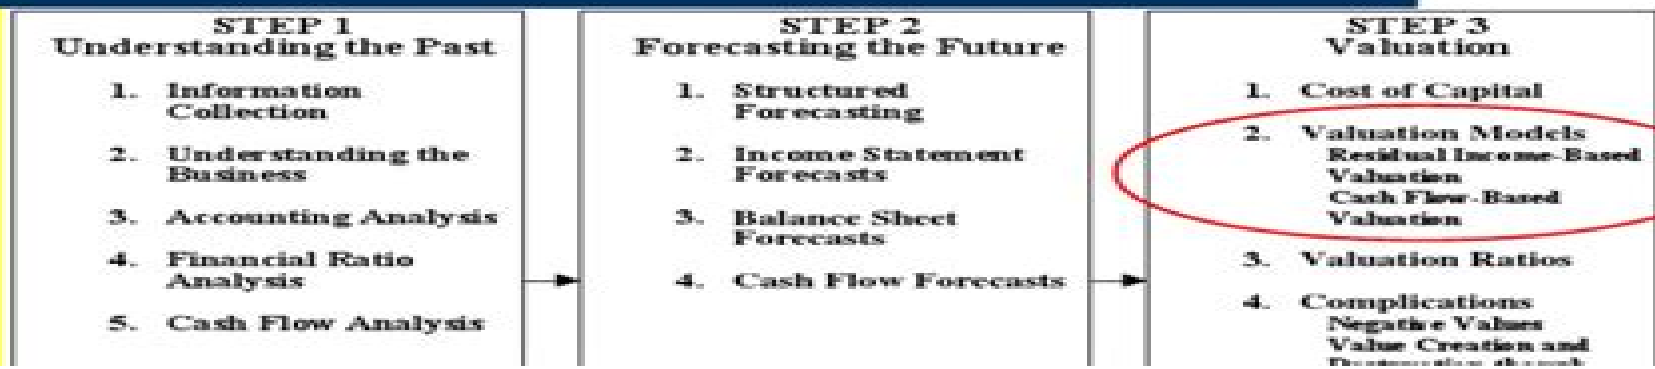 STEP 1
Understanding the Past
1. Information
Collection
2. Understanding the
Business
3. Accounting Analysis
4. Financial Ratio
Analysis
5. Cash Flow Analysis
STEP 2
Forecasting the Future
1. Structured
Forecasting
2. Income Statement
Forecasts
3. Balance Sheet
Forecasts
4. Cash Flow Forecasts
STEP 3
Valuation
1. Cost of Capital
2. Valuation Models
Residual Income-Based
Valuation
Cash Flow-Based
Valuation
3. Valuation Ratios
4. Complications
Negative Values
Value Creation and